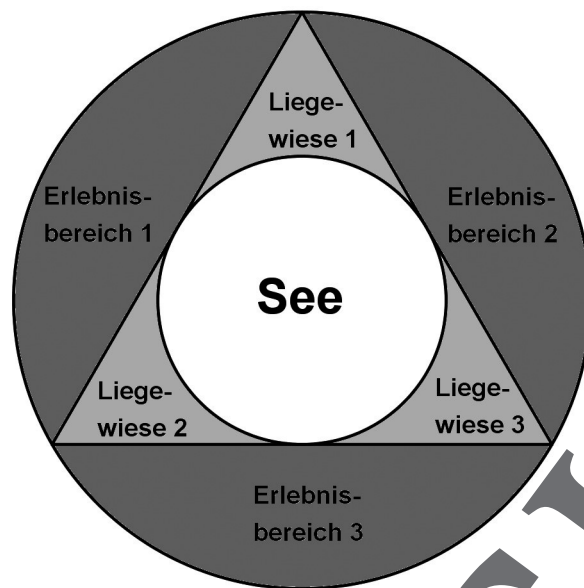 Liege-
wiese 1
Erlebnis-
bereich 1
Erlebnis-
bereich 2
See
Liege-
wiese 2
Liege-
wiese 3
Erlebnis-
bereich 3